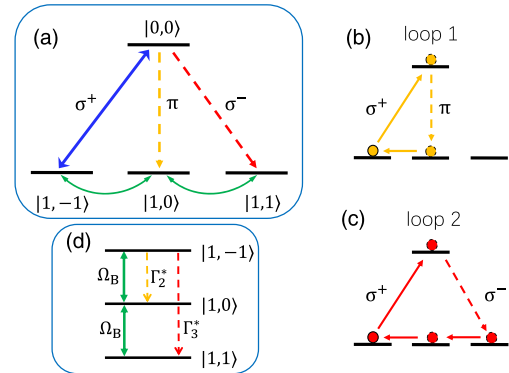 (a)
|0,0⟩
σ⁺
π
σ⁻
|1,−1⟩
|1,0⟩
|1,1⟩
(b)
loop 1
σ⁺
π
(c)
loop 2
σ⁺
σ⁻
(d)
|1,−1⟩
Ω_B
Γ₂*
|1,0⟩
Ω_B
Γ₃*
|1,1⟩